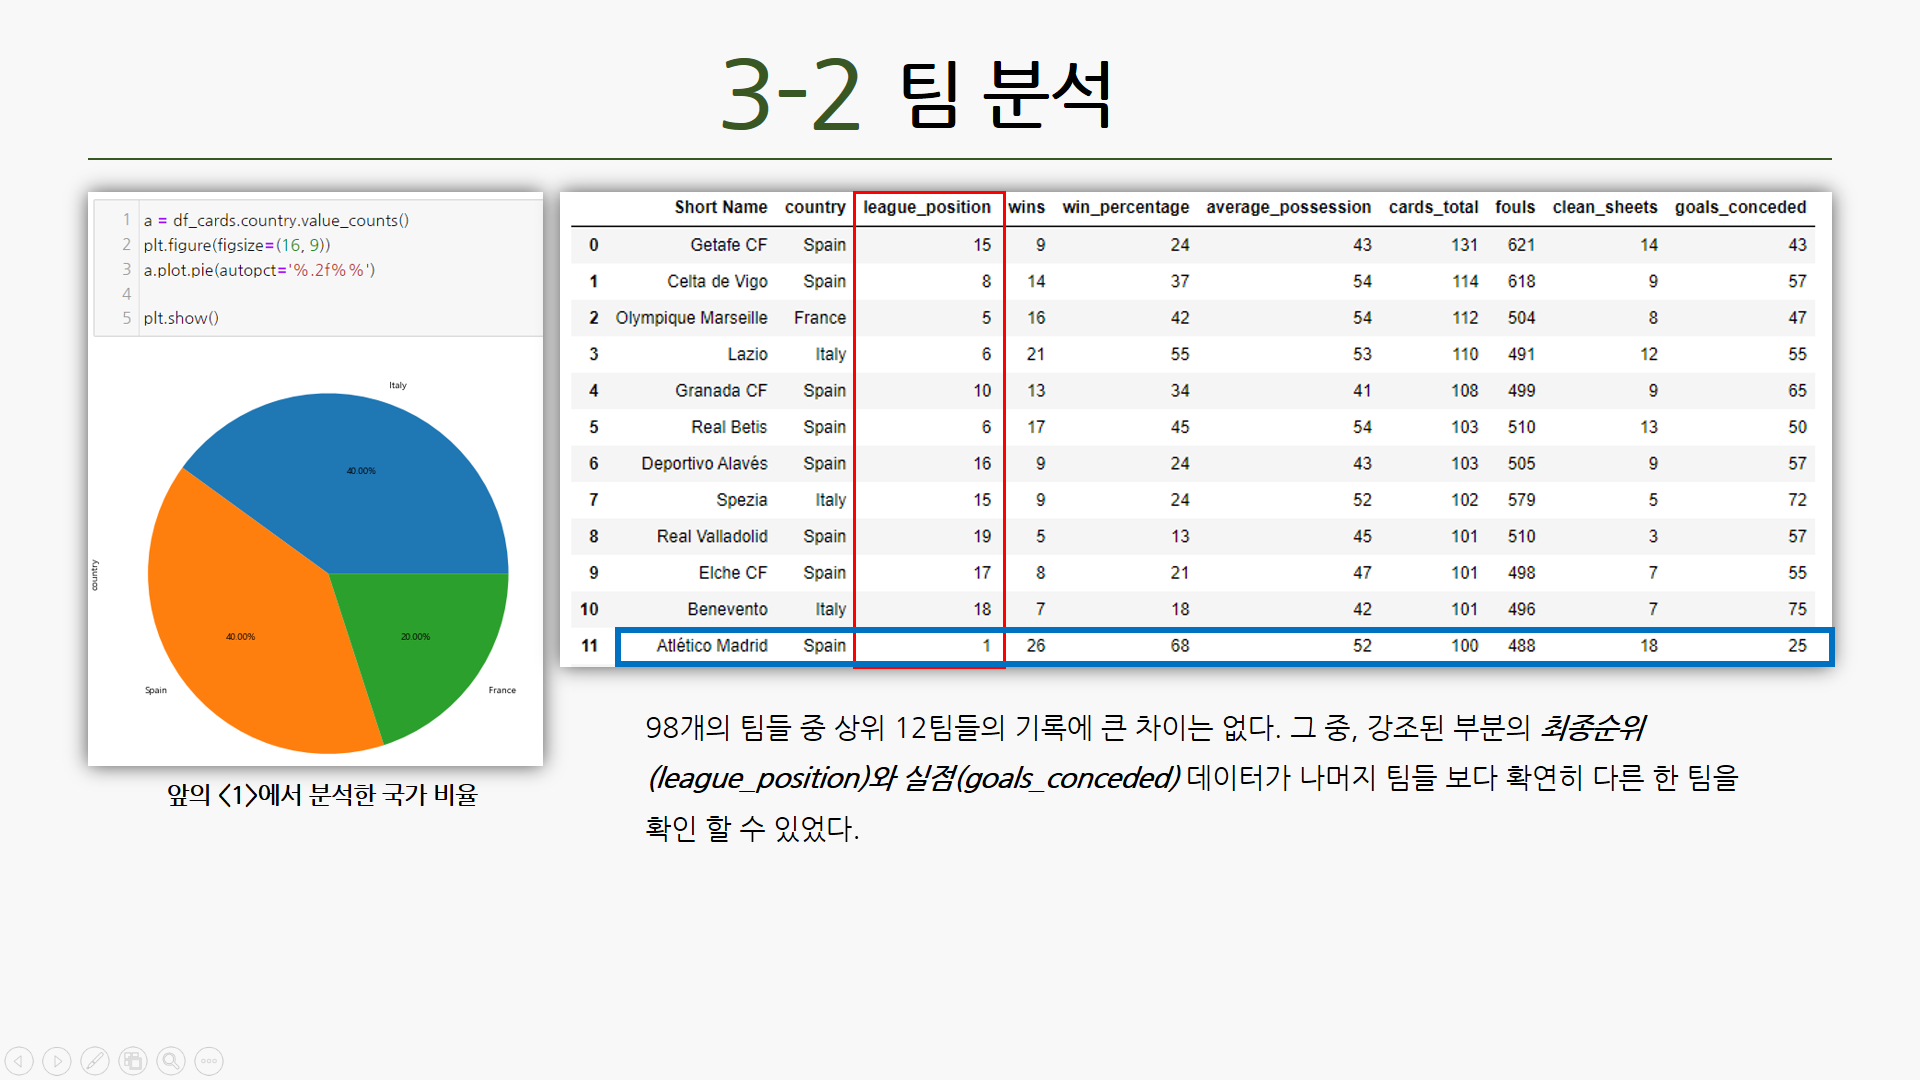 3-2 팀 분석
1 a = df_cards.country.value_counts()
2 plt.figure(figsize=(16, 9))
3 a.plot.pie(autopct='%.2f%%')
4
5 plt.show()
Italy
40.00%
country
40.00%
20.00%
Spain
France
앞의 <1>에서 분석한 국가 비율
Short Name country league_position wins win_percentage average_possession cards_total fouls clean_sheets goals_conceded
0 Getafe CF Spain 15 9 24 43 131 621 14 43
1 Celta de Vigo Spain 8 14 37 54 114 618 9 57
2 Olympique Marseille France 5 16 42 54 112 504 8 47
3 Lazio Italy 6 21 55 53 110 491 12 55
4 Granada CF Spain 10 13 34 41 108 499 9 65
5 Real Betis Spain 6 17 45 54 103 510 13 50
6 Deportivo Alavés Spain 16 9 24 43 103 505 9 57
7 Spezia Italy 15 9 24 52 102 579 5 72
8 Real Valladolid Spain 19 5 13 45 101 510 3 57
9 Elche CF Spain 17 8 21 47 101 498 7 55
10 Benevento Italy 18 7 18 42 101 496 7 75
11 Atlético Madrid Spain 1 26 68 52 100 488 18 25
98개의 팀들 중 상위 12팀들의 기록에 큰 차이는 없다. 그 중, 강조된 부분의 최종순위
(league_position)와 실점(goals_conceded) 데이터가 나머지 팀들 보다 확연히 다른 한 팀을
확인 할 수 있었다.